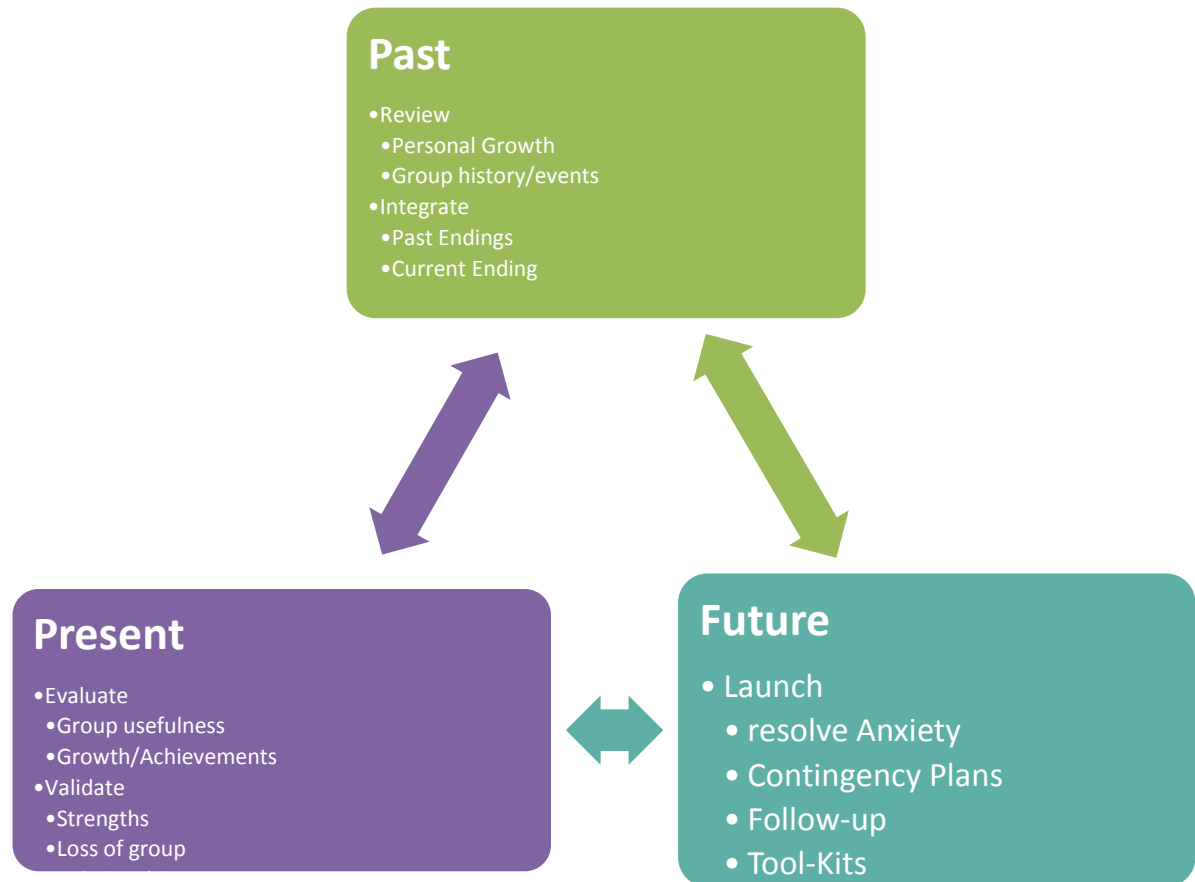 Past
•Review
•Personal Growth
•Group history/events
•Integrate
•Past Endings
•Current Ending
Present
•Evaluate
•Group usefulness
•Growth/Achievements
•Validate
•Strengths
•Loss of group
Future
• Launch
• resolve Anxiety
• Contingency Plans
• Follow-up
• Tool-Kits